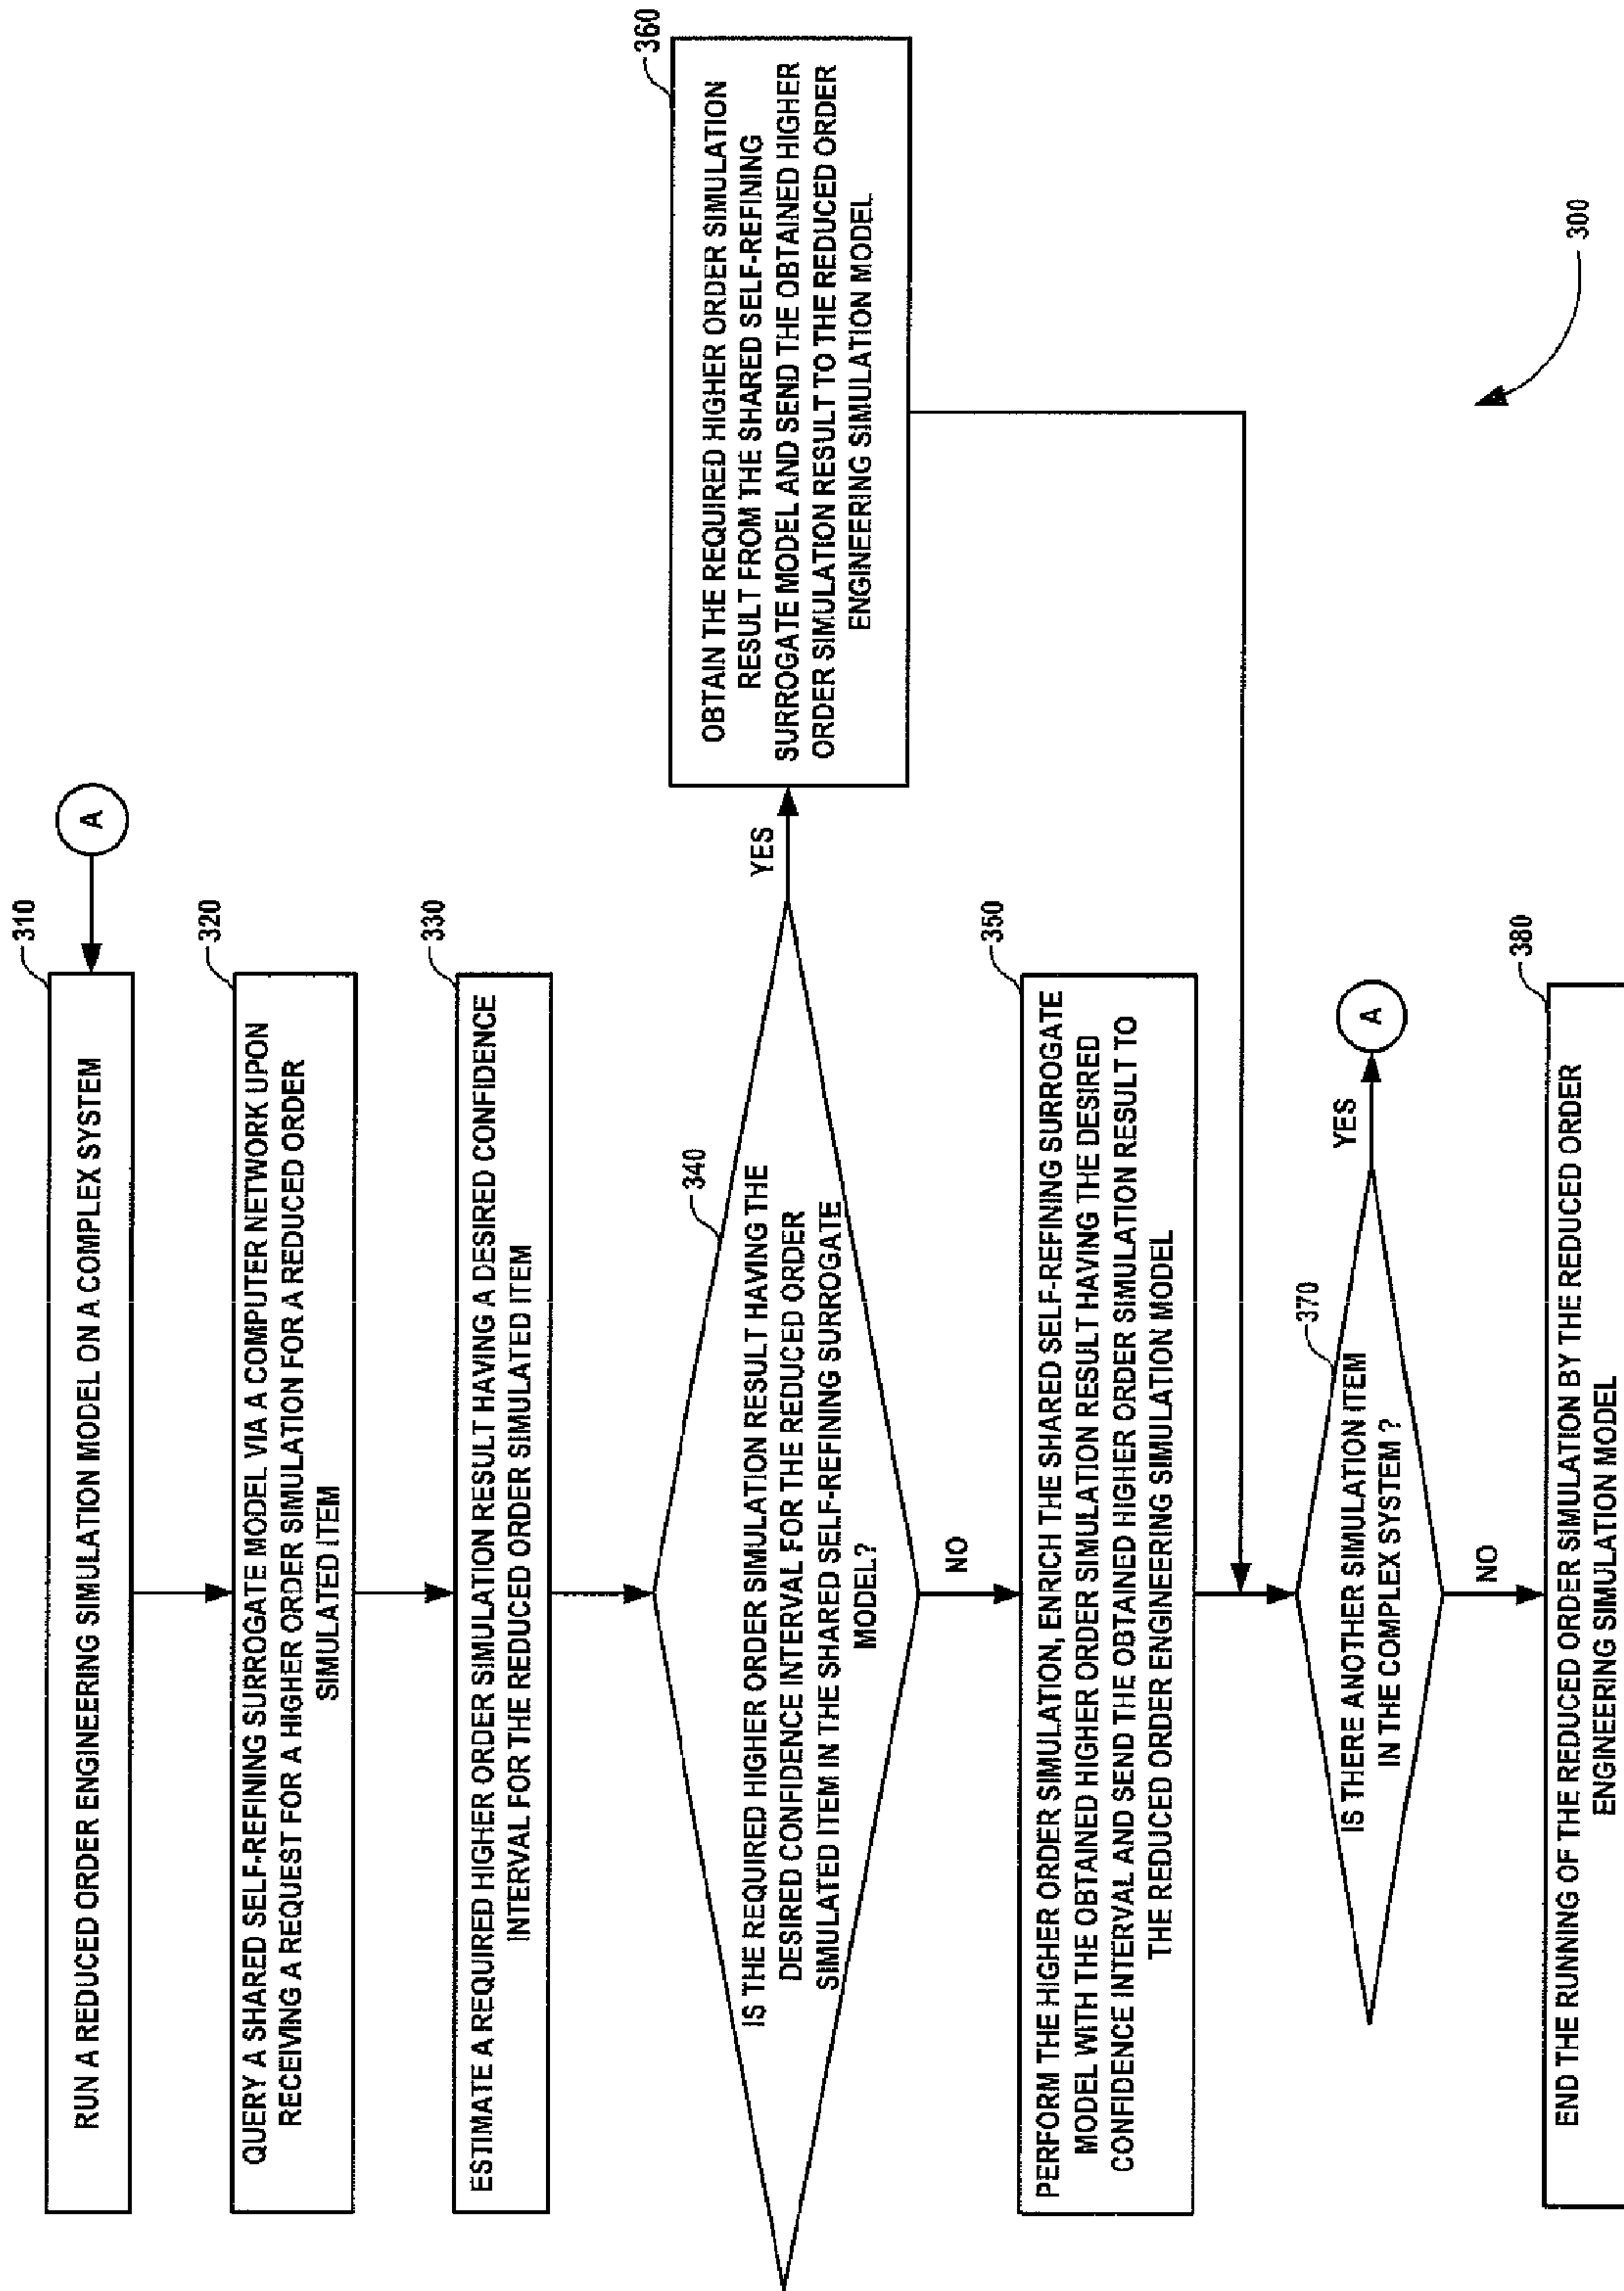 310
RUN A REDUCED ORDER ENGINEERING SIMULATION MODEL ON A COMPLEX SYSTEM
A
320
QUERY A SHARED SELF-REFINING SURROGATE MODEL VIA A COMPUTER NETWORK UPON
RECEIVING A REQUEST FOR A HIGHER ORDER SIMULATION FOR A REDUCED ORDER
SIMULATED ITEM
330
ESTIMATE A REQUIRED HIGHER ORDER SIMULATION RESULT HAVING A DESIRED CONFIDENCE
INTERVAL FOR THE REDUCED ORDER SIMULATED ITEM
340
IS THE REQUIRED HIGHER ORDER SIMULATION RESULT HAVING THE
DESIRED CONFIDENCE INTERVAL FOR THE REDUCED ORDER
SIMULATED ITEM IN THE SHARED SELF-REFINING SURROGATE
MODEL?
YES
360
OBTAIN THE REQUIRED HIGHER ORDER SIMULATION
RESULT FROM THE SHARED SELF-REFINING
SURROGATE MODEL AND SEND THE OBTAINED HIGHER
ORDER SIMULATION RESULT TO THE REDUCED ORDER
ENGINEERING SIMULATION MODEL
NO
350
PERFORM THE HIGHER ORDER SIMULATION, ENRICH THE SHARED SELF-REFINING SURROGATE
MODEL WITH THE OBTAINED HIGHER ORDER SIMULATION RESULT HAVING THE DESIRED
CONFIDENCE INTERVAL AND SEND THE OBTAINED HIGHER ORDER SIMULATION RESULT TO
THE REDUCED ORDER ENGINEERING SIMULATION MODEL
370
IS THERE ANOTHER SIMULATION ITEM
IN THE COMPLEX SYSTEM ?
YES
A
NO
380
END THE RUNNING OF THE REDUCED ORDER SIMULATION BY THE REDUCED ORDER
ENGINEERING SIMULATION MODEL
300